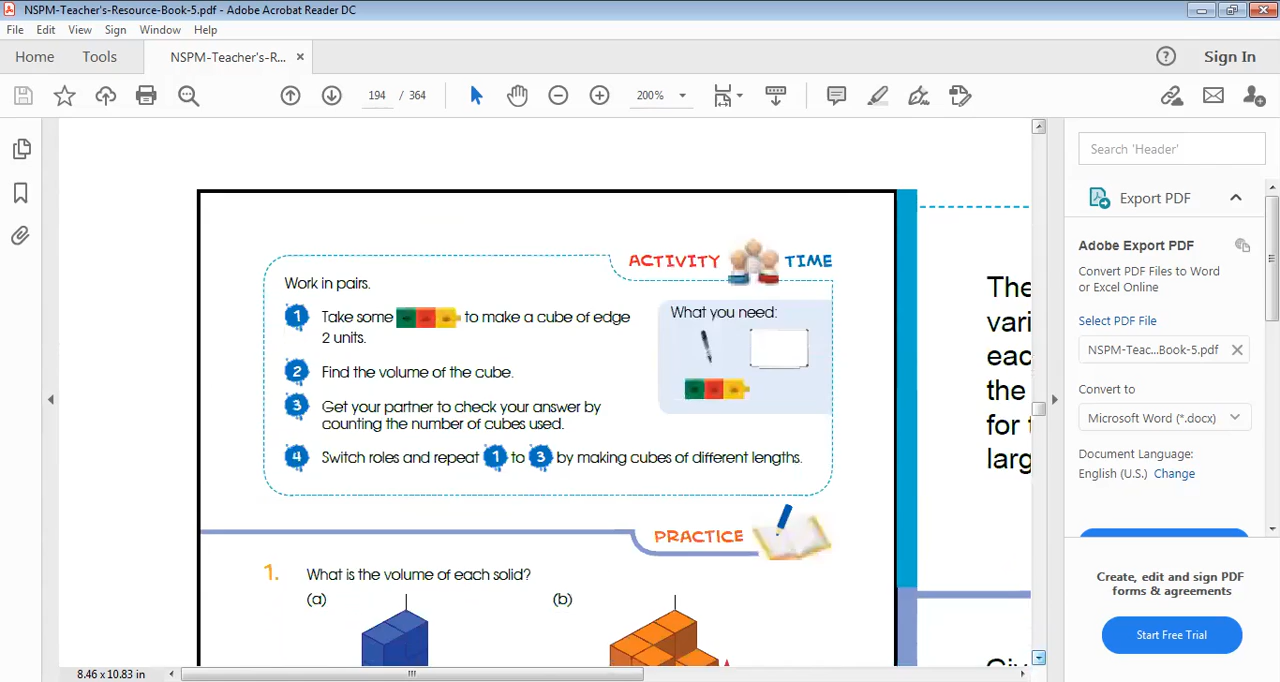 NSPM-Teacher's-Resource-Book-5.pdf - Adobe Acrobat Reader DC
File Edit View Sign Window Help
Home Tools NSPM-Teacher's-R... × Sign In
194 / 364 200%
Search 'Header'
Export PDF
Adobe Export PDF
Convert PDF Files to Word
or Excel Online
Select PDF File
NSPM-Teac...Book-5.pdf
Convert to
Microsoft Word (*.docx)
Document Language:
English (U.S.) Change
Create, edit and sign PDF
forms & agreements
Start Free Trial
ACTIVITY TIME
Work in pairs.
What you need:
1 Take some to make a cube of edge
2 units.
2 Find the volume of the cube.
3 Get your partner to check your answer by
counting the number of cubes used.
4 Switch roles and repeat 1 to 3 by making cubes of different lengths.
PRACTICE
1. What is the volume of each solid?
(a) (b)
The
vari
eac
the
for
larg
8.46 x 10.83 in